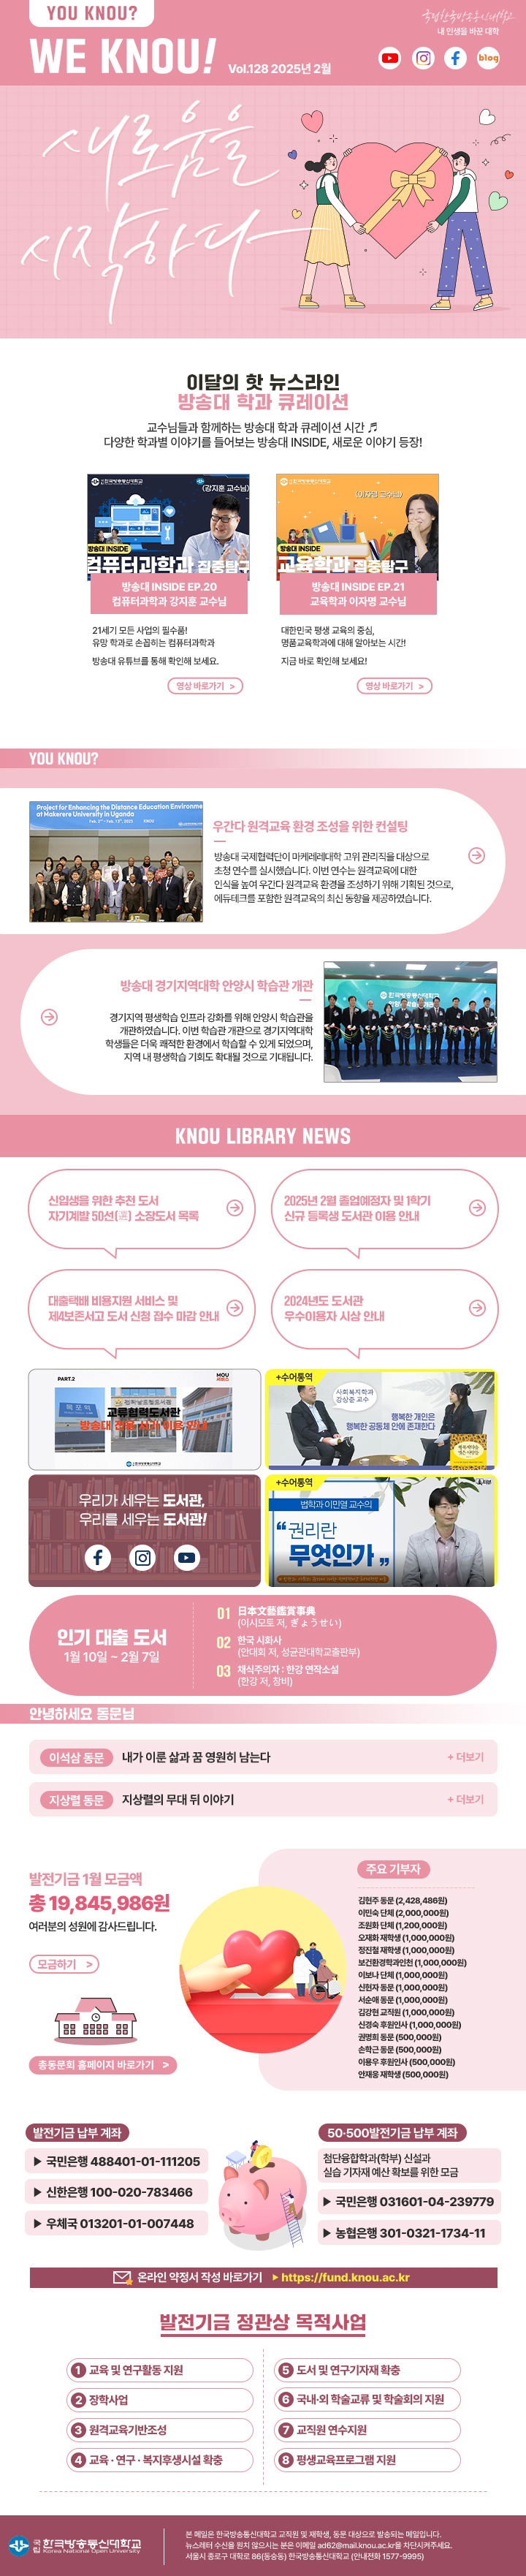 YOU KNOU?
WE KNOU!
Vol.128 2025년 2월
국립한국방송통신대학교
내 인생을 바꾼 대학
blog
새로움을
시작하다
이달의 핫 뉴스라인
방송대 학과 큐레이션
교수님들과 함께하는 방송대 학과 큐레이션 시간 ♬
다양한 학과별 이야기를 들어보는 방송대 INSIDE, 새로운 이야기 등장!
(강지훈 교수님)
방송대 INSIDE
컴퓨터과학과 집중탐구
방송대 INSIDE EP.20
컴퓨터과학과 강지훈 교수님
21세기 모든 사업의 필수품!
유망 학과로 손꼽히는 컴퓨터과학과
방송대 유튜브를 통해 확인해 보세요.
영상 바로가기 >
(이자명 교수님)
방송대 INSIDE
교육학과 집중탐구
방송대 INSIDE EP.21
교육학과 이자명 교수님
대한민국 평생 교육의 중심,
명품교육학과에 대해 알아보는 시간!
지금 바로 확인해 보세요!
영상 바로가기 >
YOU KNOU?
Project for Enhancing the Distance Education Environme
at Makerere University in Uganda
우간다 원격교육 환경 조성을 위한 컨설팅
방송대 국제협력단이 마케레레대학 고위 관리직을 대상으로
초청 연수를 실시했습니다. 이번 연수는 원격교육에 대한
인식을 높여 우간다 원격교육 환경을 조성하기 위해 기획된 것으로,
에듀테크를 포함한 원격교육의 최신 동향을 제공하였습니다.
방송대 경기지역대학 안양시 학습관 개관
경기지역 평생학습 인프라 강화를 위해 안양시 학습관을
개관하였습니다. 이번 학습관 개관으로 경기지역대학
학생들은 더욱 쾌적한 환경에서 학습할 수 있게 되었으며,
지역 내 평생학습 기회도 확대될 것으로 기대됩니다.
KNOU LIBRARY NEWS
신입생을 위한 추천 도서
자기계발 50선( ) 소장도서 목록
2025년 2월 졸업예정자 및 1학기
신규 등록생 도서관 이용 안내
대출택배 비용지원 서비스 및
제4보존서고 도서 신청 접수 마감 안내
2024년도 도서관
우수이용자 시상 안내
PART.2
MOU
서비스
교류협력도서관
방송대 전용 서가 이용 안내
+수어통역
사회복지학과
강상준 교수
행복한 개인은
행복한 공동체 안에 존재한다
우리가 세우는 도서관,
우리를 세우는 도서관!
+수어통역
법학과 이민열 교수의
“권리란
무엇인가”
인기 대출 도서
1월 10일 ~ 2월 7일
01 日本文藝鑑賞事典
(이시모토 저, ぎょうせい)
02 한국 시화사
(안대회 저, 성균관대학교출판부)
03 채식주의자 : 한강 연작소설
(한강 저, 창비)
안녕하세요 동문님
이석삼 동문 내가 이룬 삶과 꿈 영원히 남는다 + 더보기
지상렬 동문 지상렬의 무대 뒤 이야기 + 더보기
발전기금 1월 모금액
총 19,845,986원
여러분의 성원에 감사드립니다.
모금하기 >
총동문회 홈페이지 바로가기 >
주요 기부자
김현주 동문 (2,428,486원)
이민숙 단체 (2,000,000원)
조원화 단체 (1,200,000원)
오재화 재학생 (1,000,000원)
정진철 재학생 (1,000,000원)
보건환경학과인천 (1,000,000원)
이보나 단체 (1,000,000원)
신현자 동문 (1,000,000원)
서순애 동문 (1,000,000원)
김강현 교직원 (1,000,000원)
신경숙 후원인사 (1,000,000원)
권명희 동문 (500,000원)
손학근 동문 (500,000원)
이용우 후원인사 (500,000원)
안재웅 재학생 (500,000원)
발전기금 납부 계좌
▶ 국민은행 488401-01-111205
▶ 신한은행 100-020-783466
▶ 우체국 013201-01-007448
50·500발전기금 납부 계좌
첨단융합학과(학부) 신설과
실습 기자재 예산 확보를 위한 모금
▶ 국민은행 031601-04-239779
▶ 농협은행 301-0321-1734-11
온라인 약정서 작성 바로가기 ▶ https://fund.knou.ac.kr
발전기금 정관상 목적사업
1 교육 및 연구활동 지원
2 장학사업
3 원격교육기반조성
4 교육 · 연구 · 복지후생시설 확충
5 도서 및 연구기자재 확충
6 국내·외 학술교류 및 학술회의 지원
7 교직원 연수지원
8 평생교육프로그램 지원
국립 한국방송통신대학교
Korea National Open University
본 메일은 한국방송통신대학교 교직원 및 재학생, 동문 대상으로 발송되는 메일입니다.
뉴스레터 수신을 원치 않으시는 분은 이메일 ad62@mail.knou.ac.kr을 차단시켜주세요.
서울시 종로구 대학로 86(동숭동) 한국방송통신대학교 (안내전화 1577-9995)